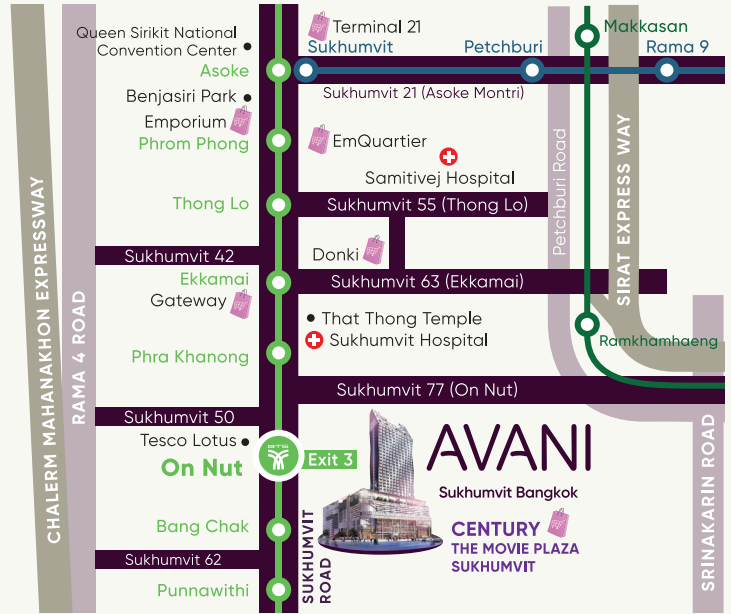 Terminal 21
Makkasan
Queen Sirikit National
Convention Center
Sukhumvit
Petchburi
Rama 9
Asoke
Sukhumvit 21 (Asoke Montri)
Benjasiri Park
Emporium
Phrom Phong
EmQuartier
Samitivej Hospital
Thong Lo
Sukhumvit 55 (Thong Lo)
Petchburi Road
SIRAT EXPRESS WAY
Sukhumvit 42
Donki
Ekkamai
Sukhumvit 63 (Ekkamai)
Gateway
That Thong Temple
Sukhumvit Hospital
Ramkhamhaeng
Phra Khanong
CHALERM MAHANAKHON EXPRESSWAY
RAMA 4 ROAD
Sukhumvit 77 (On Nut)
Sukhumvit 50
Tesco Lotus
On Nut
BTS
Exit 3
AVANI
Sukhumvit Bangkok
SRINAKARIN ROAD
CENTURY
THE MOVIE PLAZA
SUKHUMVIT
Bang Chak
SUKHUMVIT
ROAD
Sukhumvit 62
Punnawithi